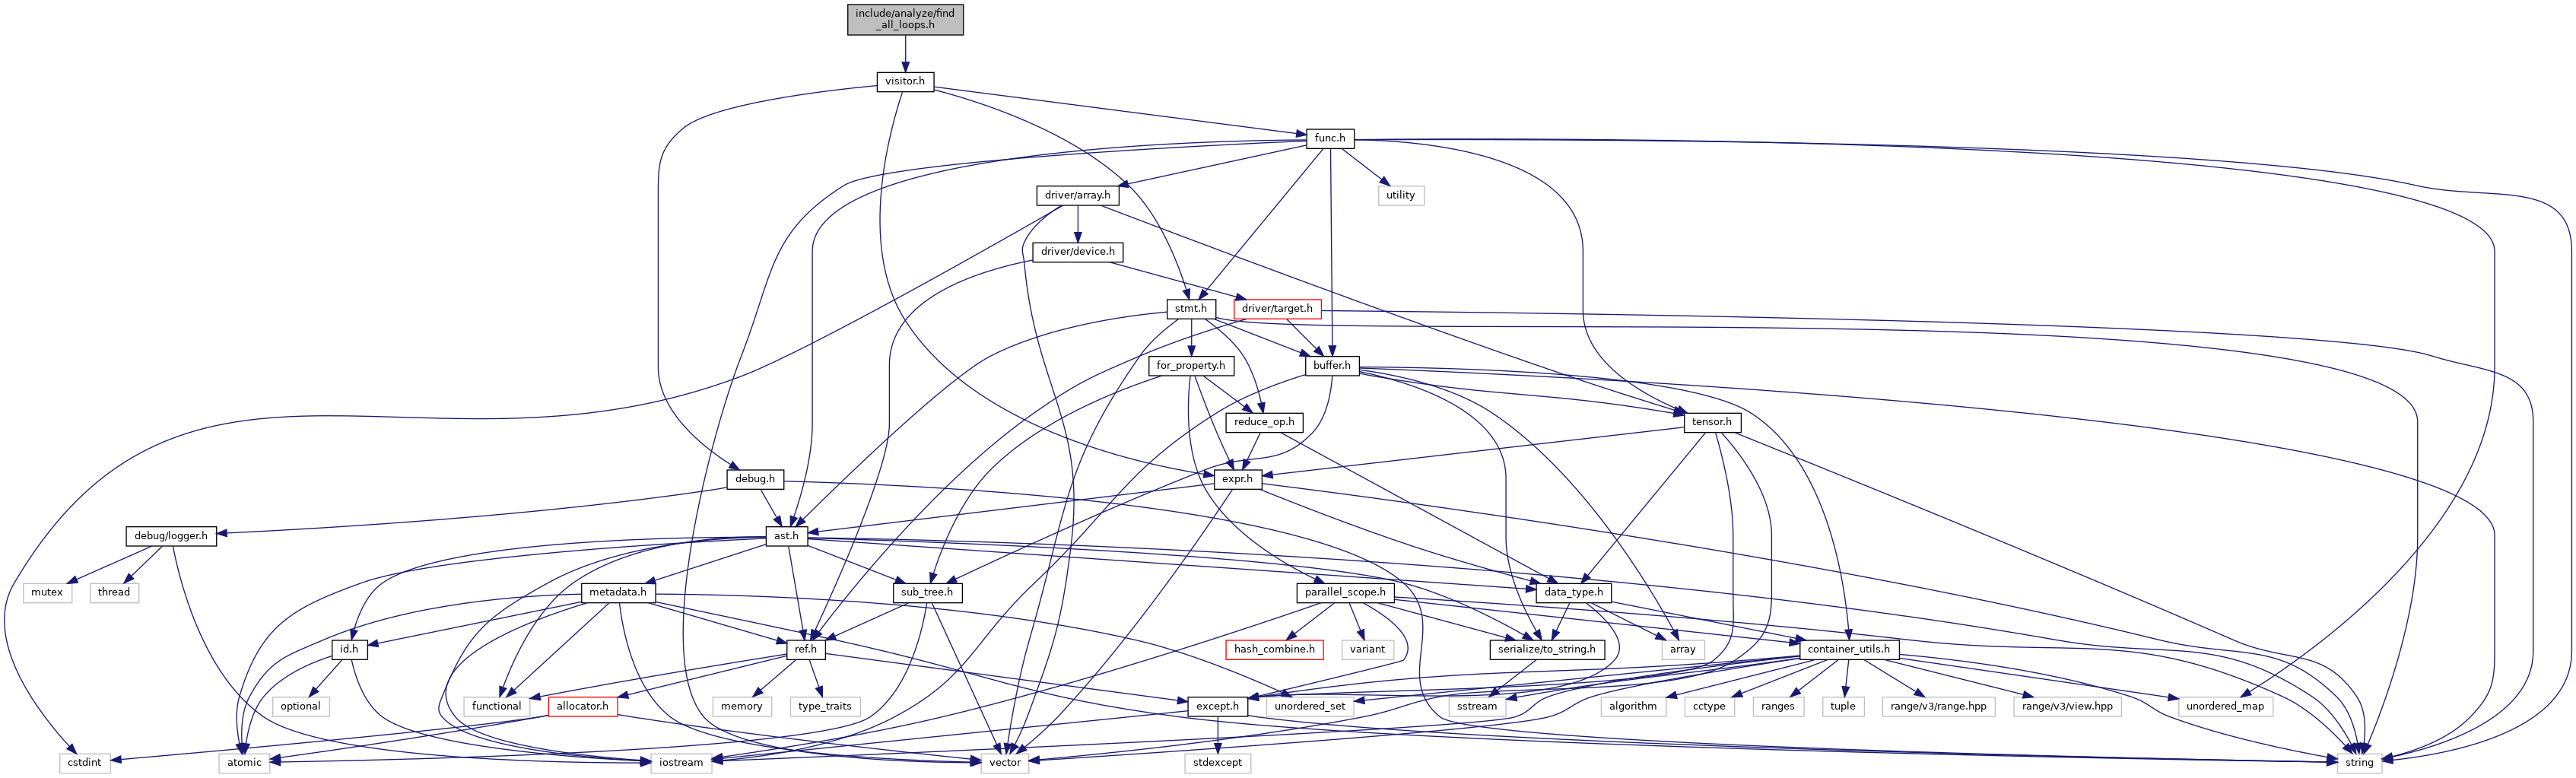 include/analyze/find
_all_loops.h
visitor.h
func.h
driver/array.h
utility
driver/device.h
stmt.h
driver/target.h
for_property.h
buffer.h
reduce_op.h
tensor.h
debug.h
expr.h
debug/logger.h
ast.h
mutex
thread
metadata.h
sub_tree.h
parallel_scope.h
data_type.h
id.h
ref.h
hash_combine.h
variant
serialize/to_string.h
array
container_utils.h
optional
functional
allocator.h
memory
type_traits
except.h
unordered_set
sstream
algorithm
cctype
ranges
tuple
range/v3/range.hpp
range/v3/view.hpp
unordered_map
cstdint
atomic
iostream
vector
stdexcept
string